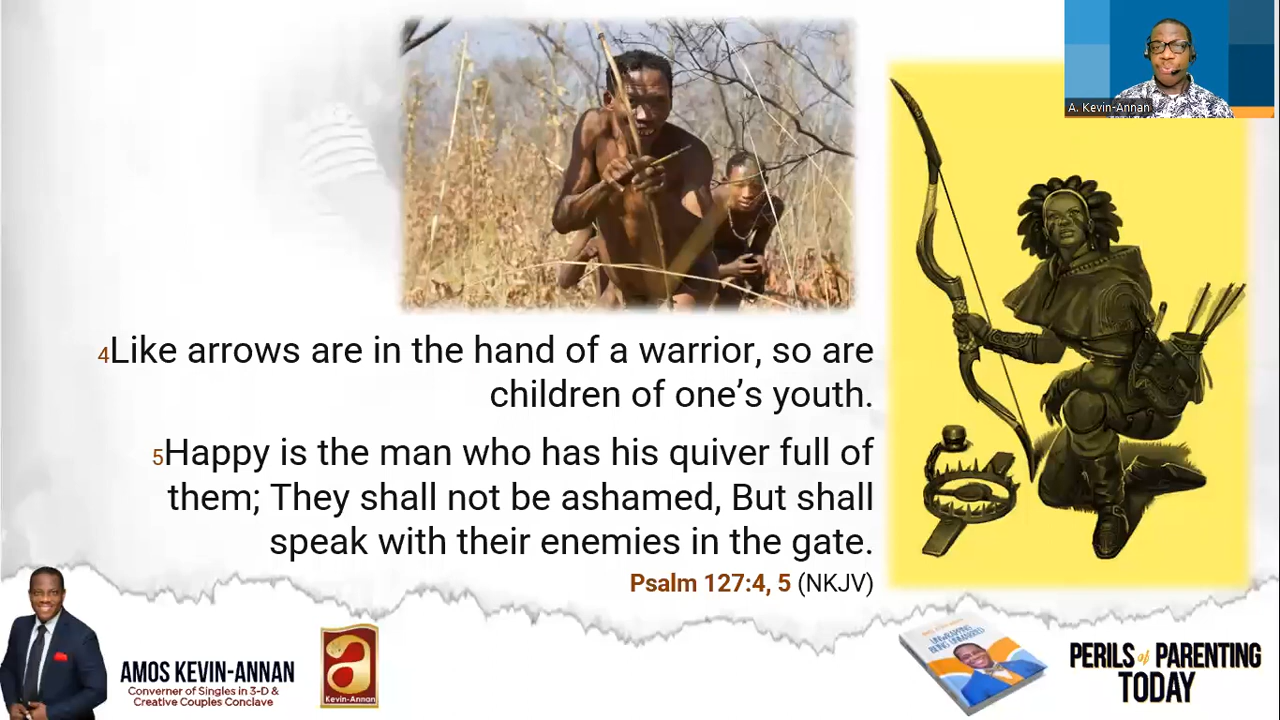 A. Kevin-Annan
4Like arrows are in the hand of a warrior, so are
children of one’s youth.
5Happy is the man who has his quiver full of
them; They shall not be ashamed, But shall
speak with their enemies in the gate.
Psalm 127:4, 5 (NKJV)
AMOS KEVIN-ANNAN
Converner of Singles in 3-D &
Creative Couples Conclave
a
Kevin-Annan
UNWRAPPING
BEING UNMARRIED
PERILS of PARENTING
TODAY